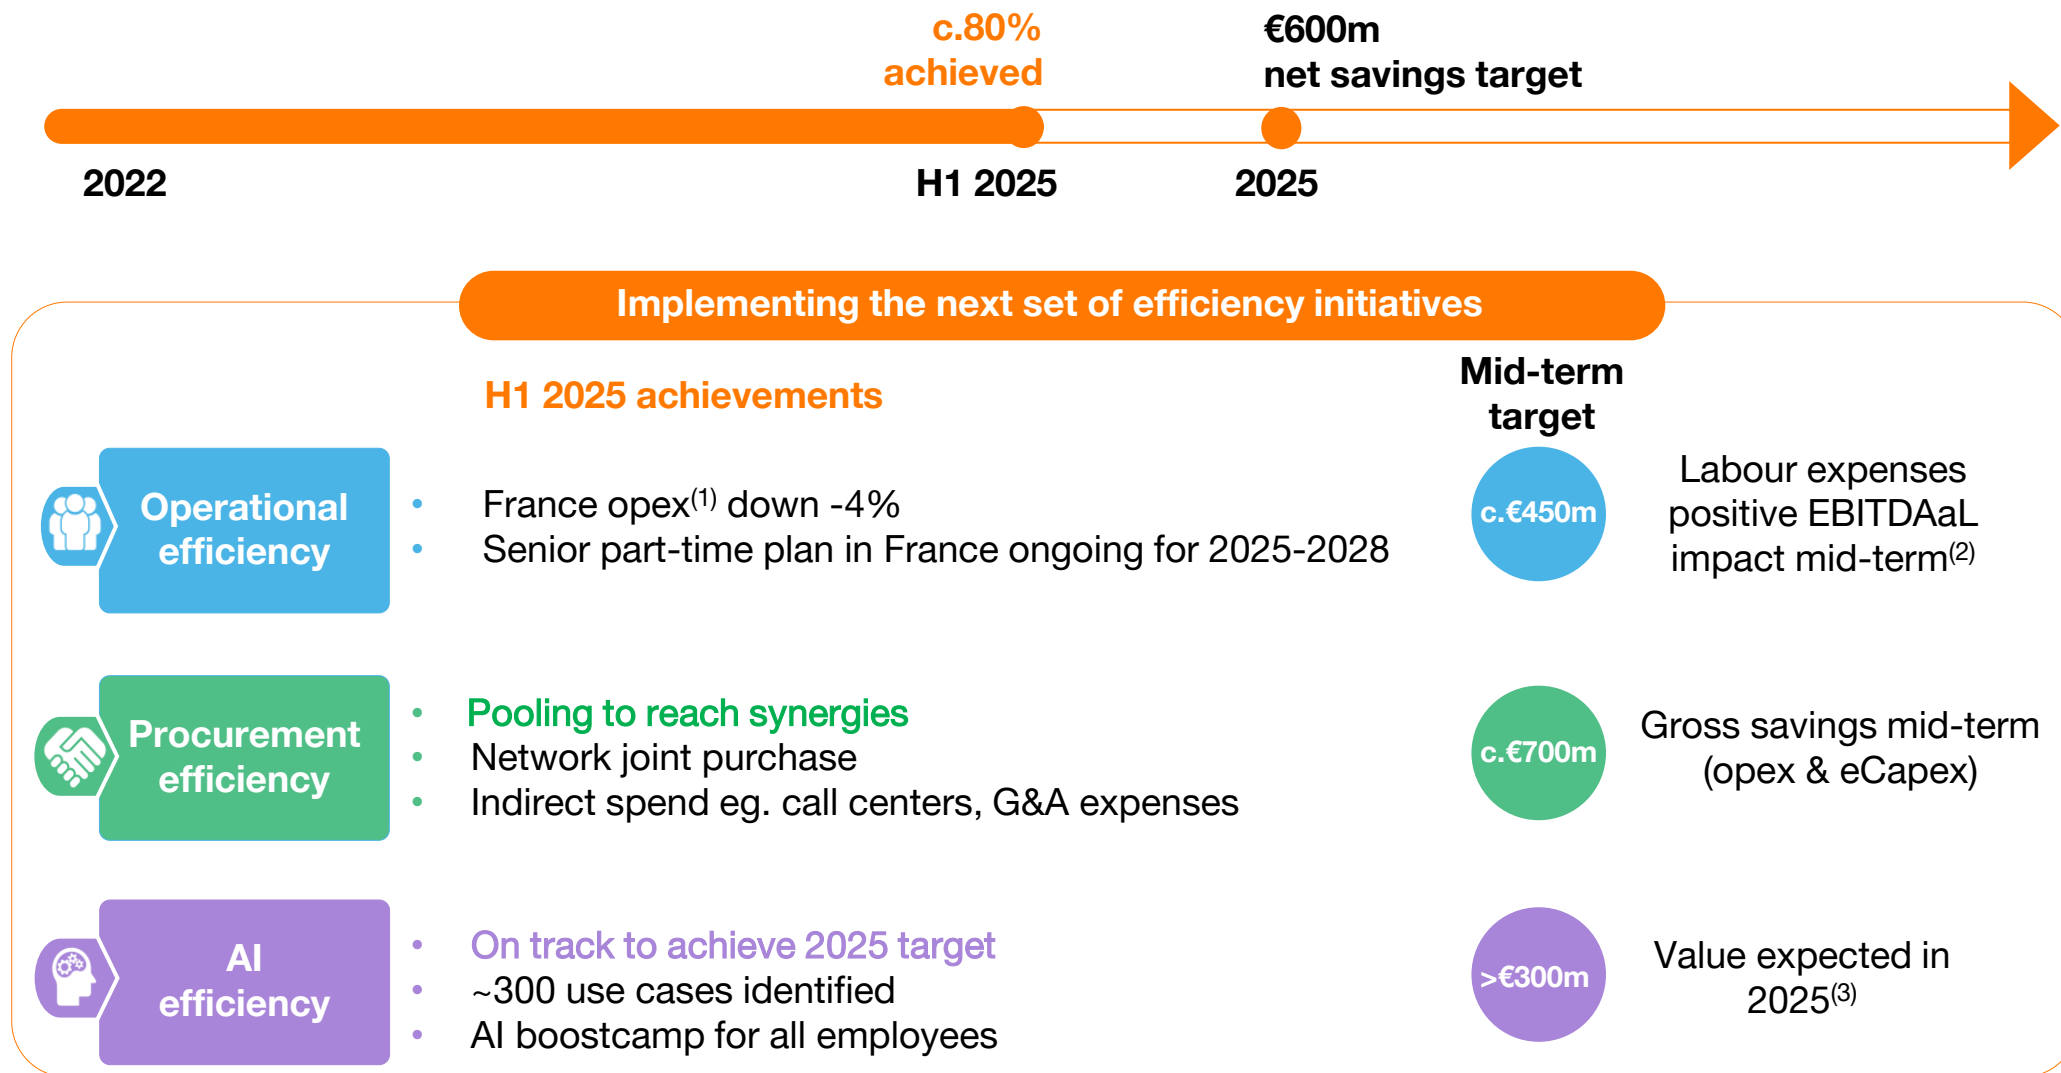 c.80%
achieved
€600m
net savings target
2022
H1 2025
2025
Implementing the next set of efficiency initiatives
H1 2025 achievements
Mid-term
target
Operational
efficiency
• France opex(1) down -4%
• Senior part-time plan in France ongoing for 2025-2028
c.€450m
Labour expenses
positive EBITDAaL
impact mid-term(2)
Procurement
efficiency
• Pooling to reach synergies
• Network joint purchase
• Indirect spend eg. call centers, G&A expenses
c.€700m
Gross savings mid-term
(opex & eCapex)
AI
efficiency
• On track to achieve 2025 target
• ~300 use cases identified
• AI boostcamp for all employees
>€300m
Value expected in
2025(3)